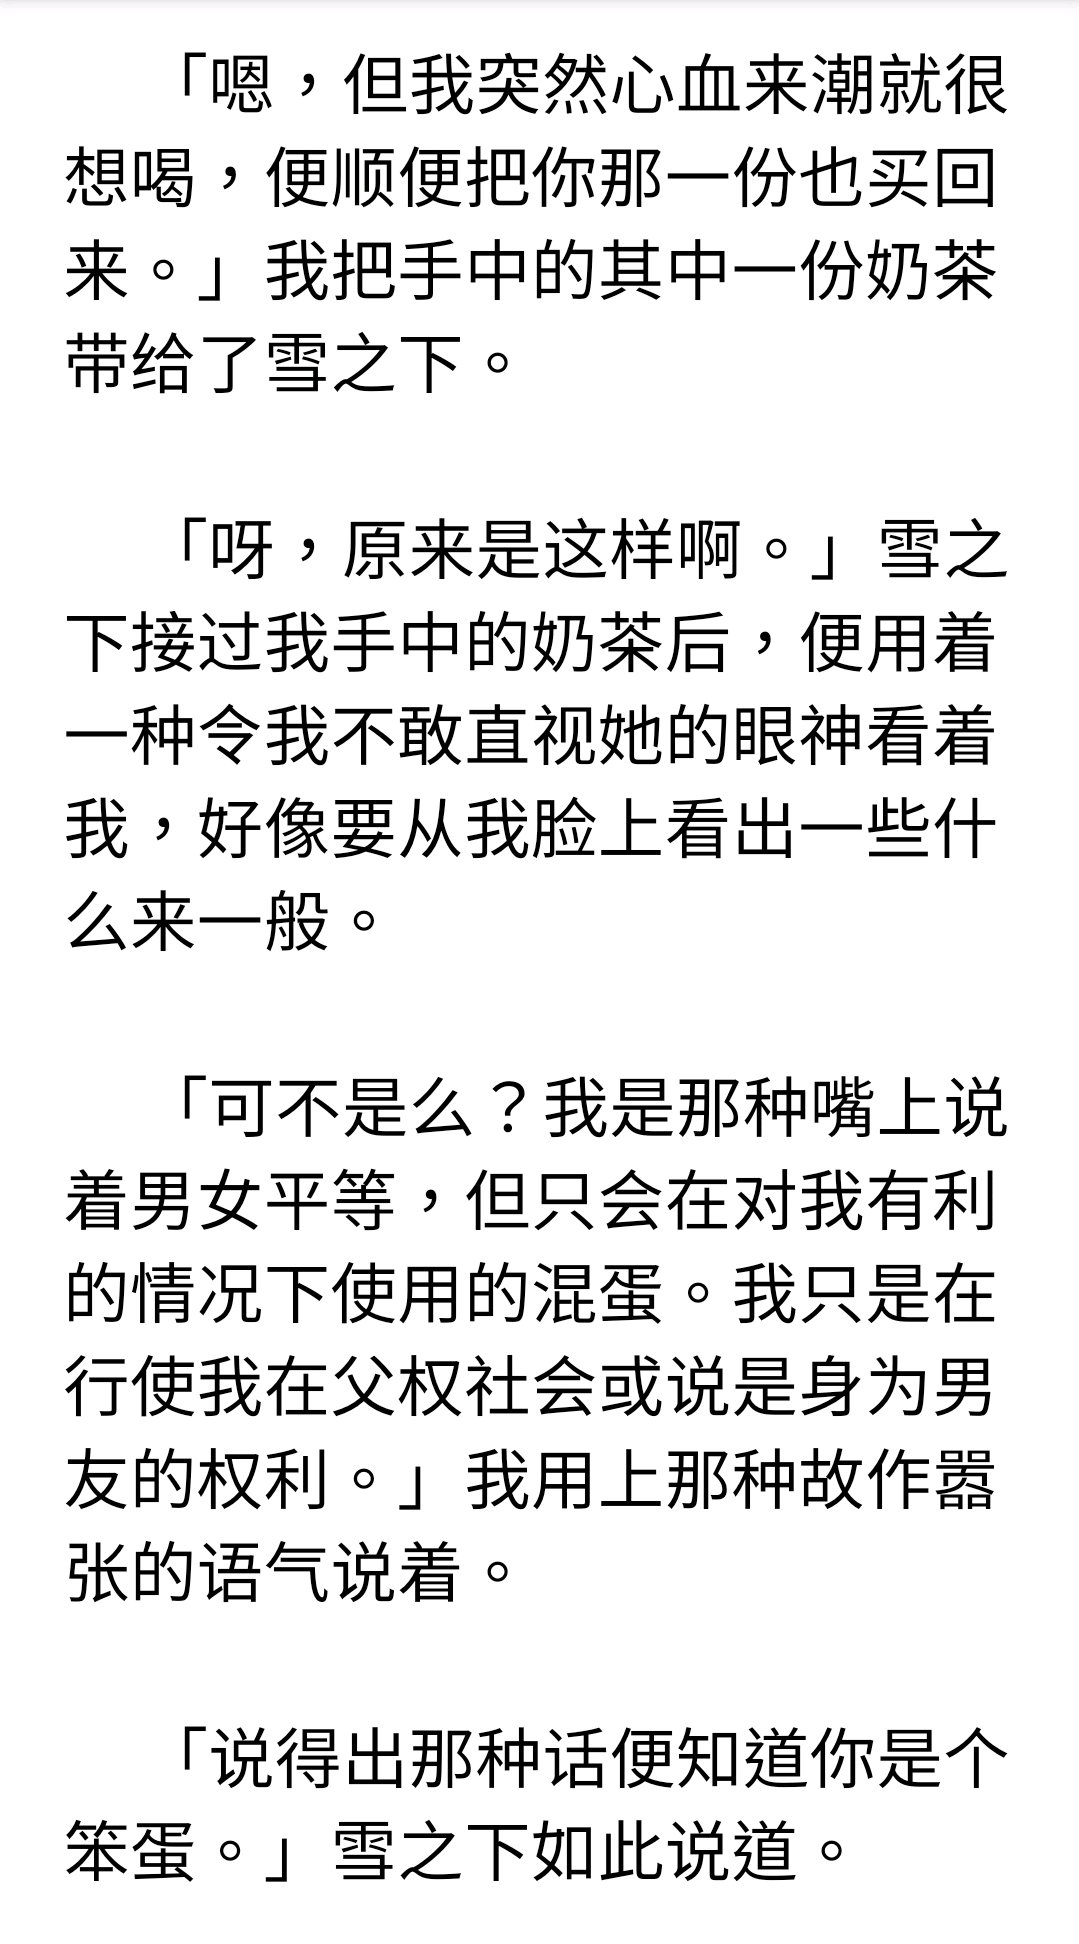 「嗯，但我突然心血来潮就很
想喝，便顺便把你那一份也买回
来。」我把手中的其中一份奶茶
带给了雪之下。
「呀，原来是这样啊。」雪之
下接过我手中的奶茶后，便用着
一种令我不敢直视她的眼神看着
我，好像要从我脸上看出一些什
么来一般。
「可不是么？我是那种嘴上说
着男女平等，但只会在对我有利
的情况下使用的混蛋。我只是在
行使我在父权社会或说是身为男
友的权利。」我用上那种故作嚣
张的语气说着。
「说得出那种话便知道你是个
笨蛋。」雪之下如此说道。